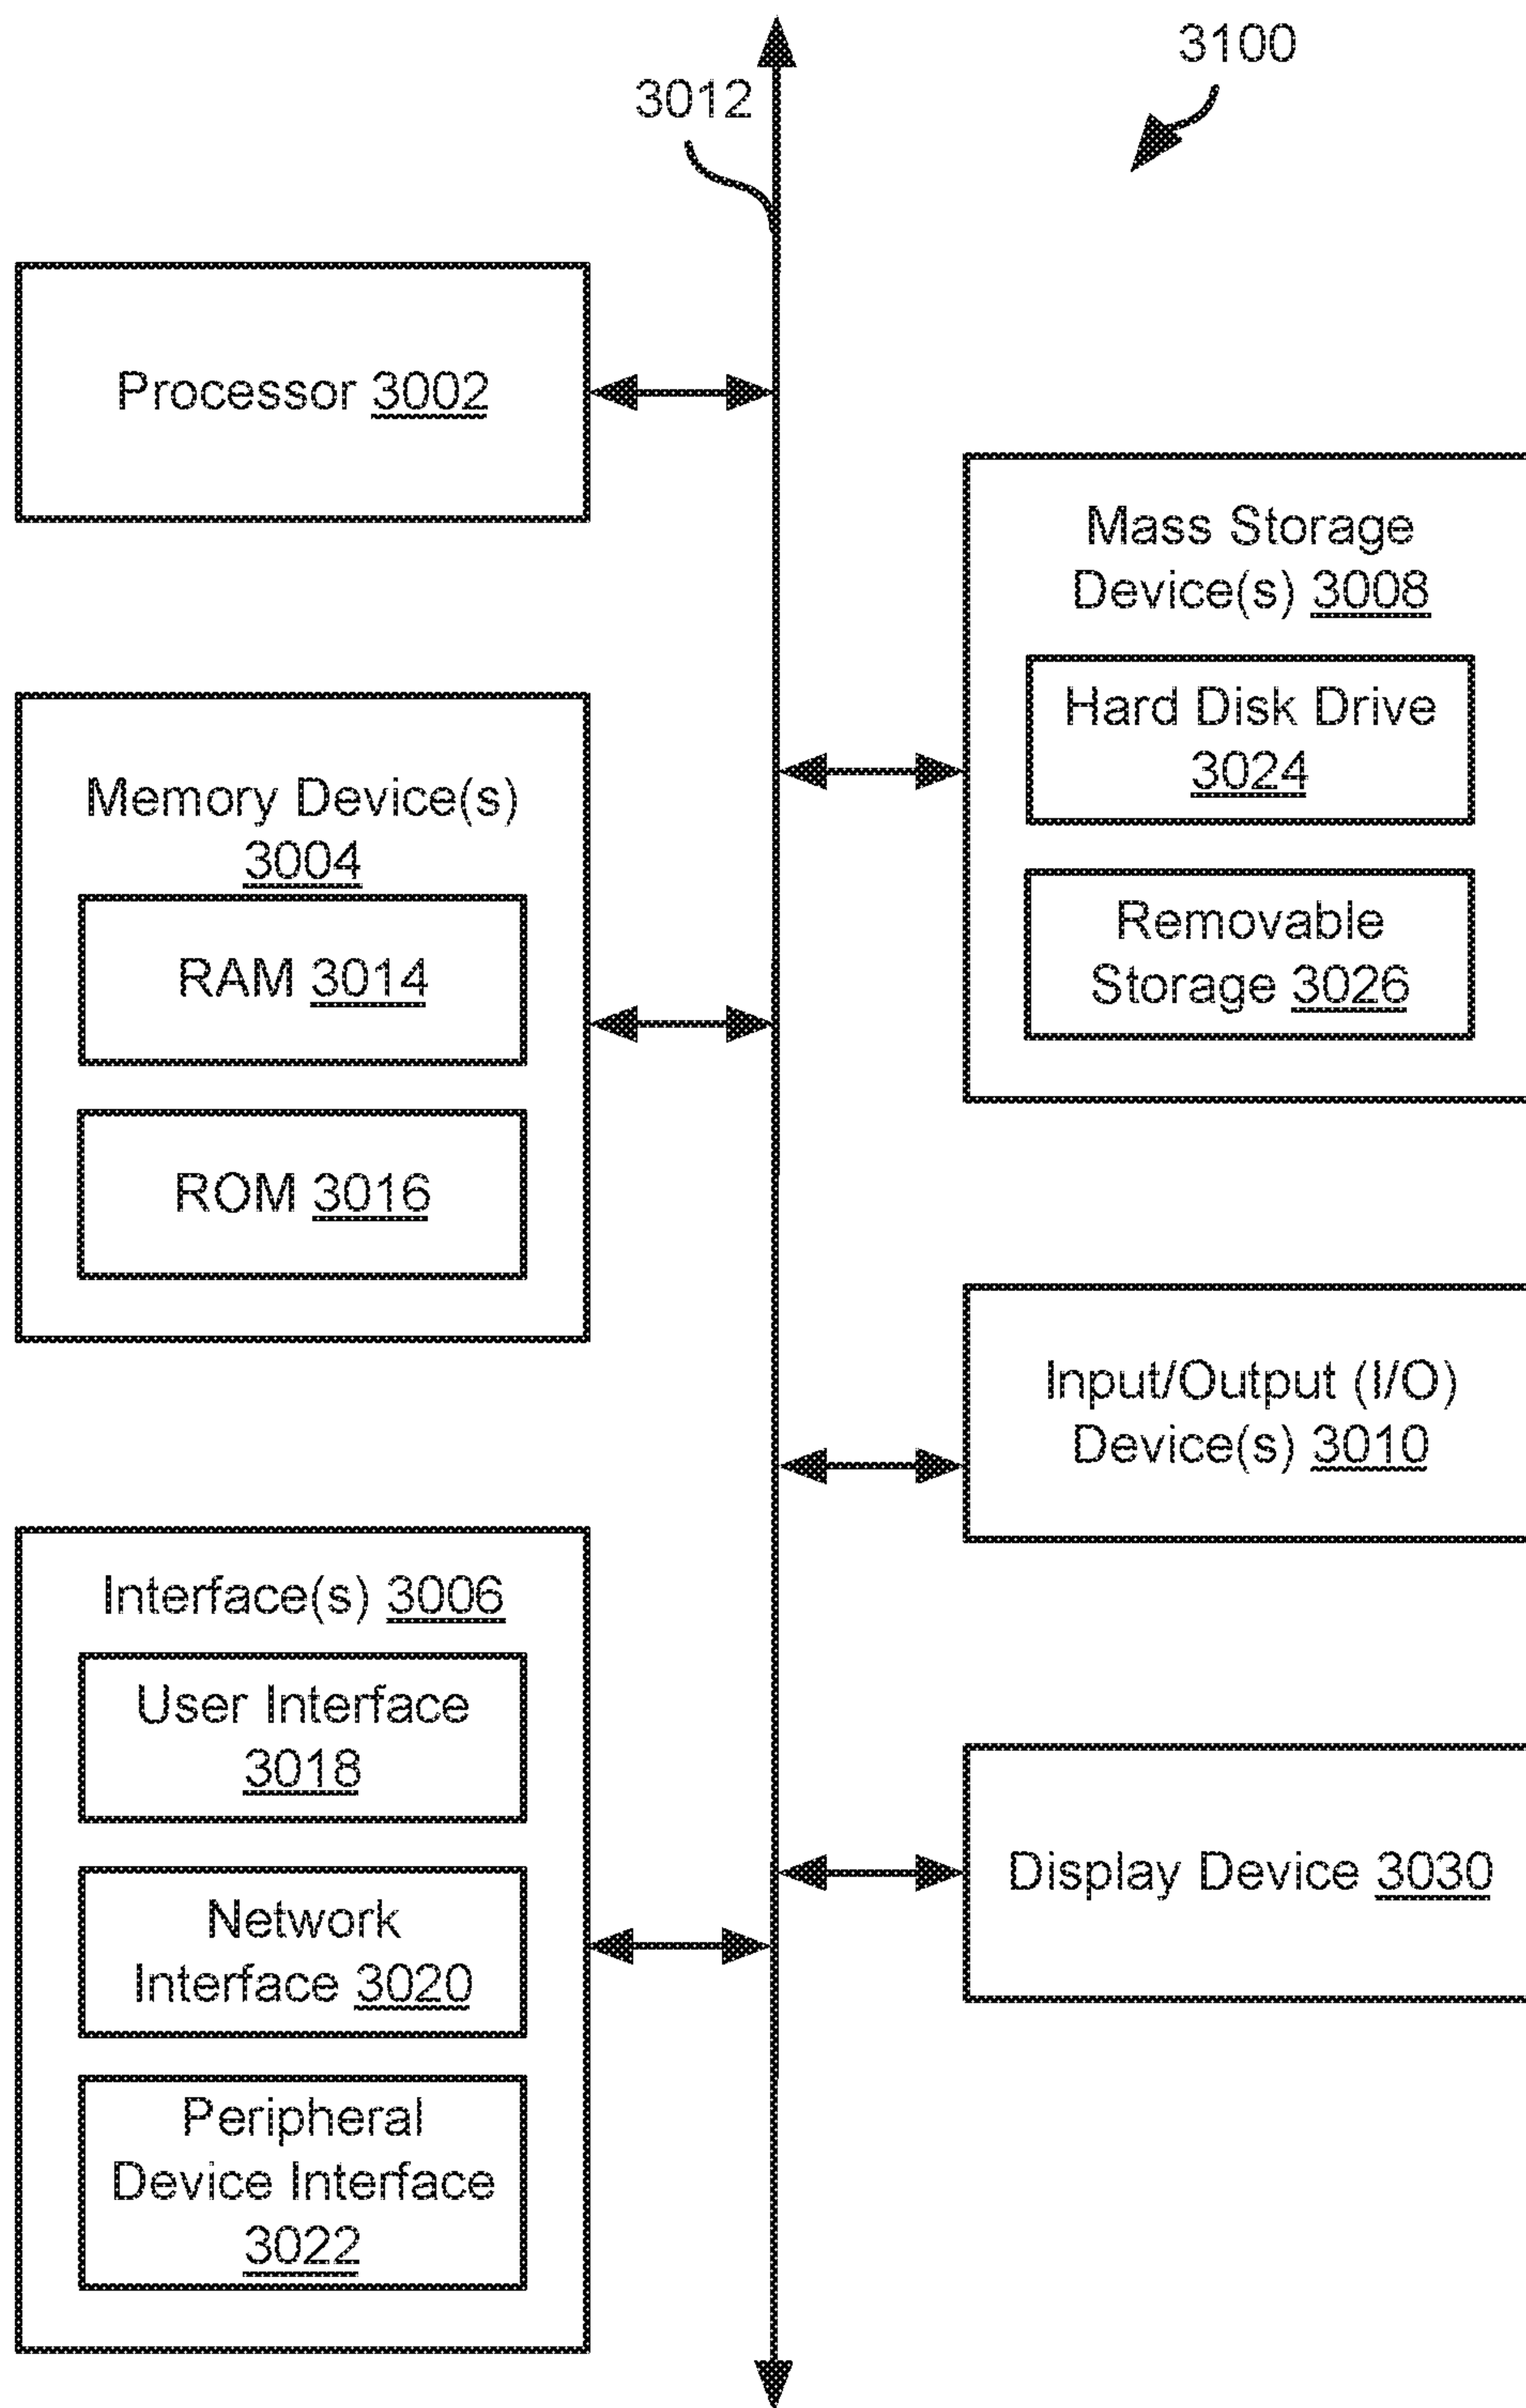 3100
3012
Processor 3002
Mass Storage
Device(s) 3008
Hard Disk Drive
3024
Removable
Storage 3026
Memory Device(s)
3004
RAM 3014
ROM 3016
Input/Output (I/O)
Device(s) 3010
Interface(s) 3006
User Interface
3018
Network
Interface 3020
Peripheral
Device Interface
3022
Display Device 3030